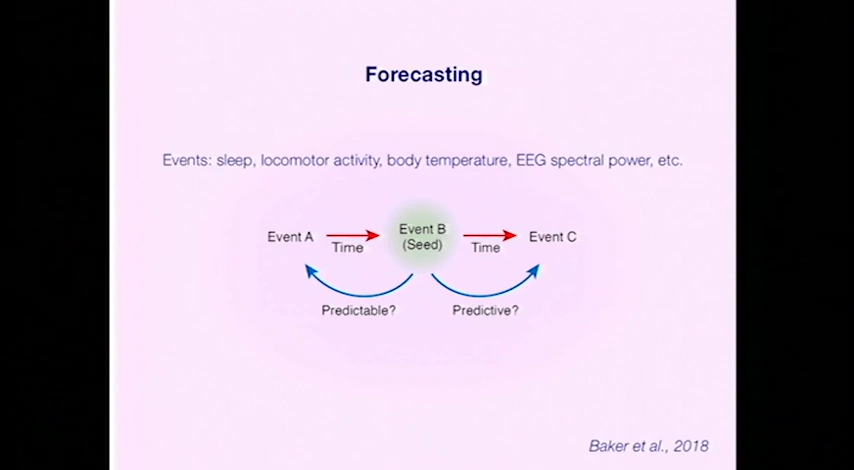 Forecasting
Events: sleep, locomotor activity, body temperature, EEG spectral power, etc.
Event A
Time
Event B
(Seed)
Time
Event C
Predictable?
Predictive?
Baker et al., 2018